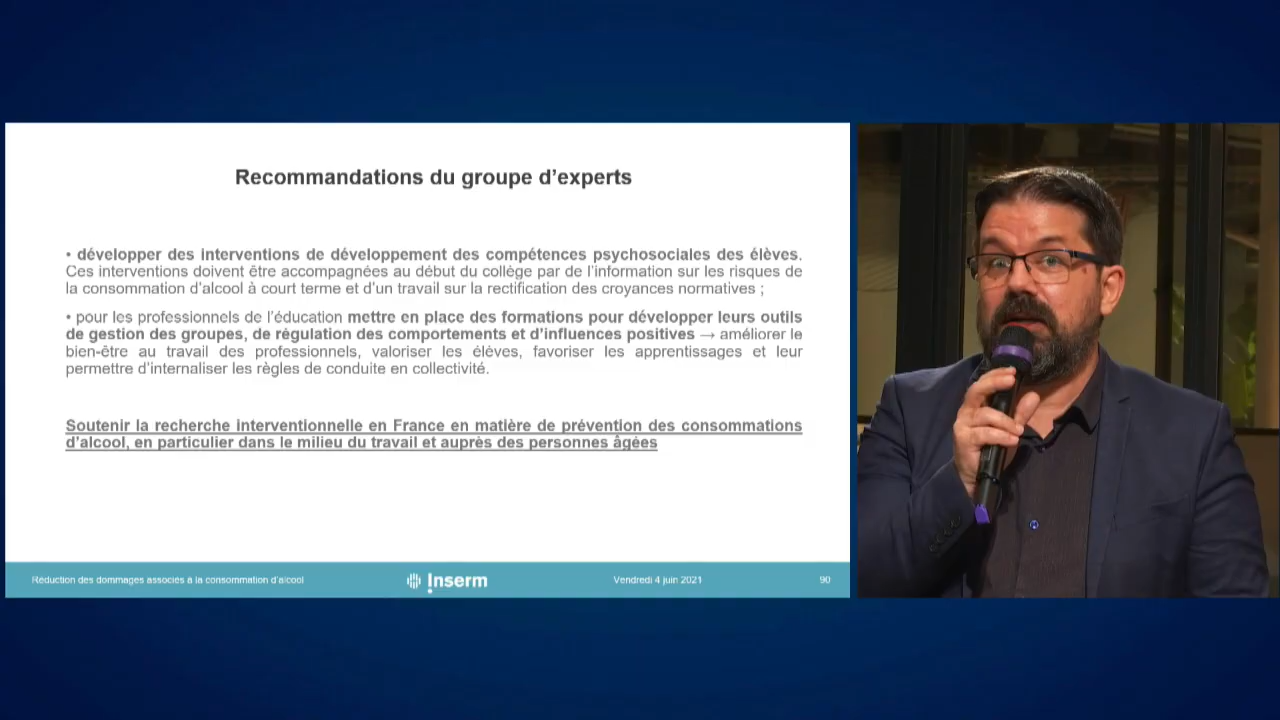 Recommandations du groupe d’experts
• développer des interventions de développement des compétences psychosociales des élèves.
Ces interventions doivent être accompagnées au début du collège par de l’information sur les risques de
la consommation d’alcool à court terme et d’un travail sur la rectification des croyances normatives ;
• pour les professionnels de l’éducation mettre en place des formations pour développer leurs outils
de gestion des groupes, de régulation des comportements et d’influences positives → améliorer le
bien-être au travail des professionnels, valoriser les élèves, favoriser les apprentissages et leur
permettre d’internaliser les règles de conduite en collectivité.
Soutenir la recherche interventionnelle en France en matière de prévention des consommations
d’alcool, en particulier dans le milieu du travail et auprès des personnes âgées
Réduction des dommages associés à la consommation d’alcool
Inserm
Vendredi 4 juin 2021
90